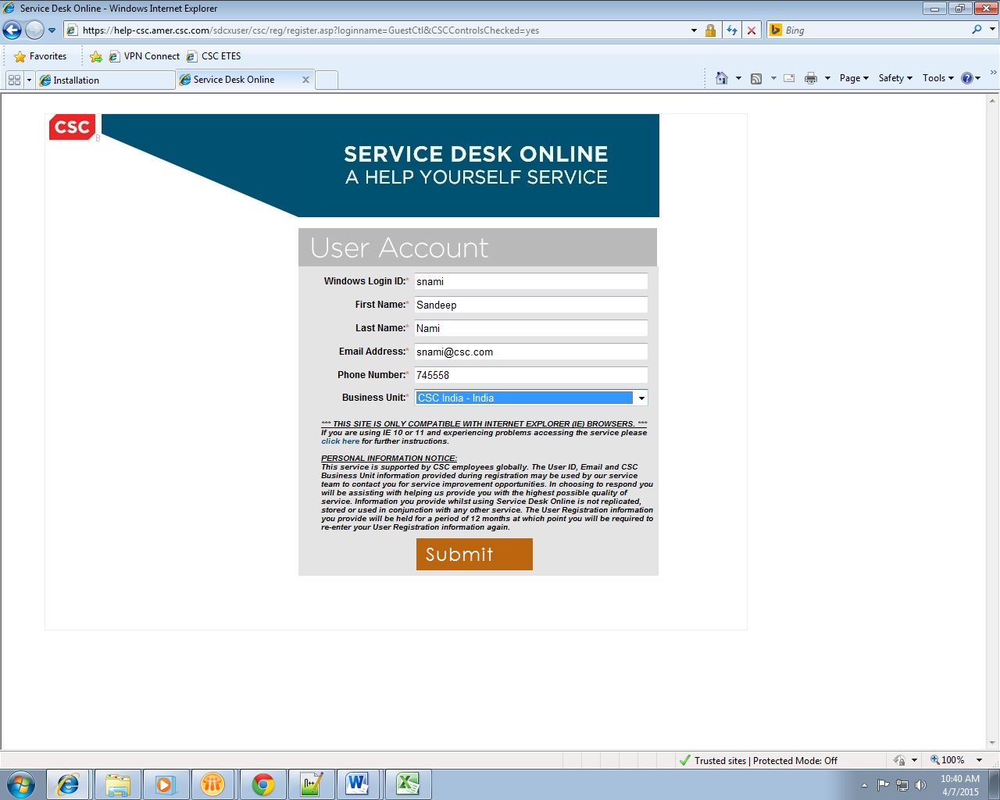 Service Desk Online - Windows Internet Explorer
https://help-csc.amer.csc.com/sdcxuser/csc/reg/register.asp?loginname=GuestCtl&CSCControlsChecked=yes
Bing
Favorites
VPN Connect
CSC ETES
Installation
Service Desk Online
Page
Safety
Tools
CSC
SERVICE DESK ONLINE
A HELP YOURSELF SERVICE
User Account
Windows Login ID:* snami
First Name:* Sandeep
Last Name:* Nami
Email Address:* snami@csc.com
Phone Number:* 745558
Business Unit:* CSC India - India
*** THIS SITE IS ONLY COMPATIBLE WITH INTERNET EXPLORER (IE) BROWSERS. ***
If you are using IE 10 or 11 and experiencing problems accessing the service please
click here for further instructions.
PERSONAL INFORMATION NOTICE:
This service is supported by CSC employees globally. The User ID, Email and CSC
Business Unit information provided during registration may be used by our service
team to contact you for service improvement opportunities. In choosing to respond you
will be assisting with helping us provide you with the highest possible quality of
service. Information you provide whilst using Service Desk Online is not replicated,
stored or used in conjunction with any other service. The User Registration information
you provide will be held for a period of 12 months at which point you will be required to
re-enter your User Registration information again.
Submit
Trusted sites | Protected Mode: Off
100%
10:40 AM
4/7/2015